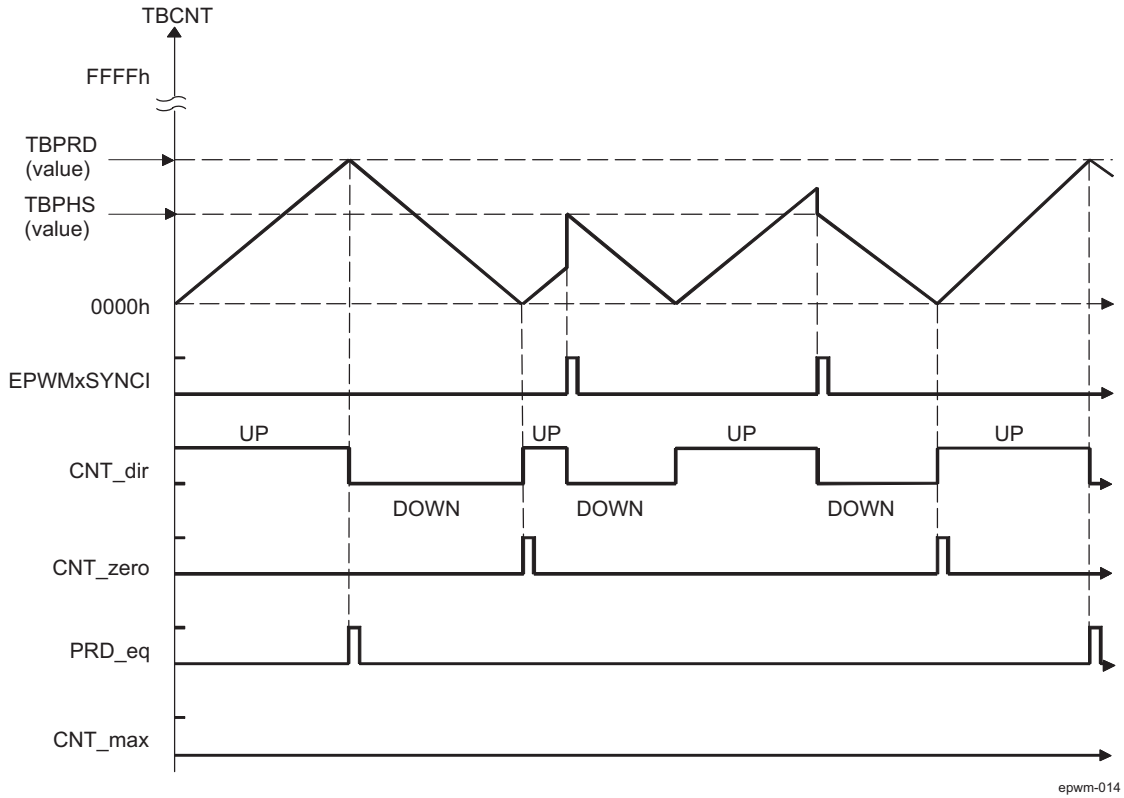 TBCNT
FFFFh
TBPRD
(value)
TBPHS
(value)
0000h
EPWMxSYNCI
UP UP UP UP
CNT_dir
DOWN DOWN DOWN
CNT_zero
PRD_eq
CNT_max
epwm-014